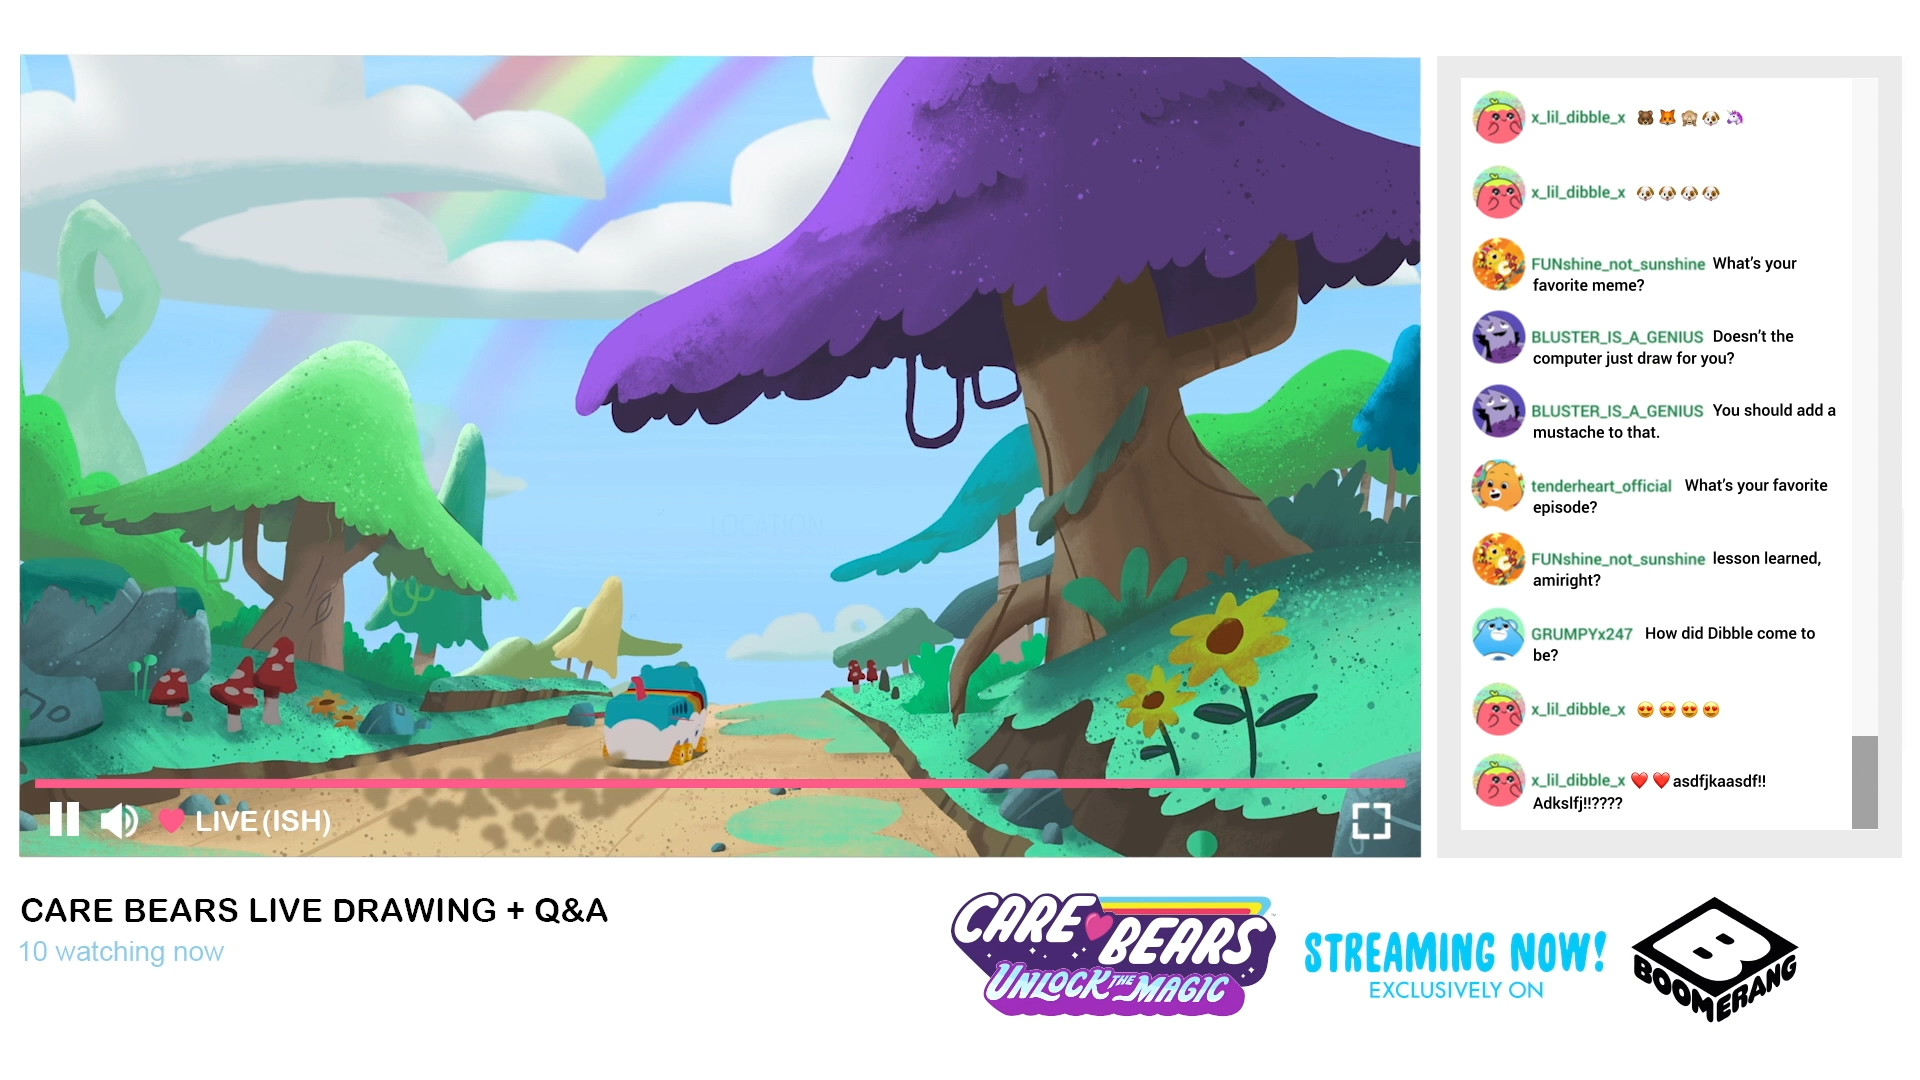 x_lil_dibble_x 🐻🦊🙈🐶🦄
x_lil_dibble_x 🐶🐶🐶🐶
FUNshine_not_sunshine What's your
favorite meme?
BLUSTER_IS_A_GENIUS Doesn't the
computer just draw for you?
BLUSTER_IS_A_GENIUS You should add a
mustache to that.
tenderheart_official What's your favorite
episode?
FUNshine_not_sunshine lesson learned,
amiright?
GRUMPYx247 How did Dibble come to
be?
x_lil_dibble_x 😍😍😍😍
x_lil_dibble_x ❤️❤️asdfjkaasdf!!
Adkslfj!!????
LOCATION
LIVE(ISH)
CARE BEARS LIVE DRAWING + Q&A
10 watching now
CARE BEARS
UNLOCK THE MAGIC
STREAMING NOW!
EXCLUSIVELY ON
B
BOOMERANG